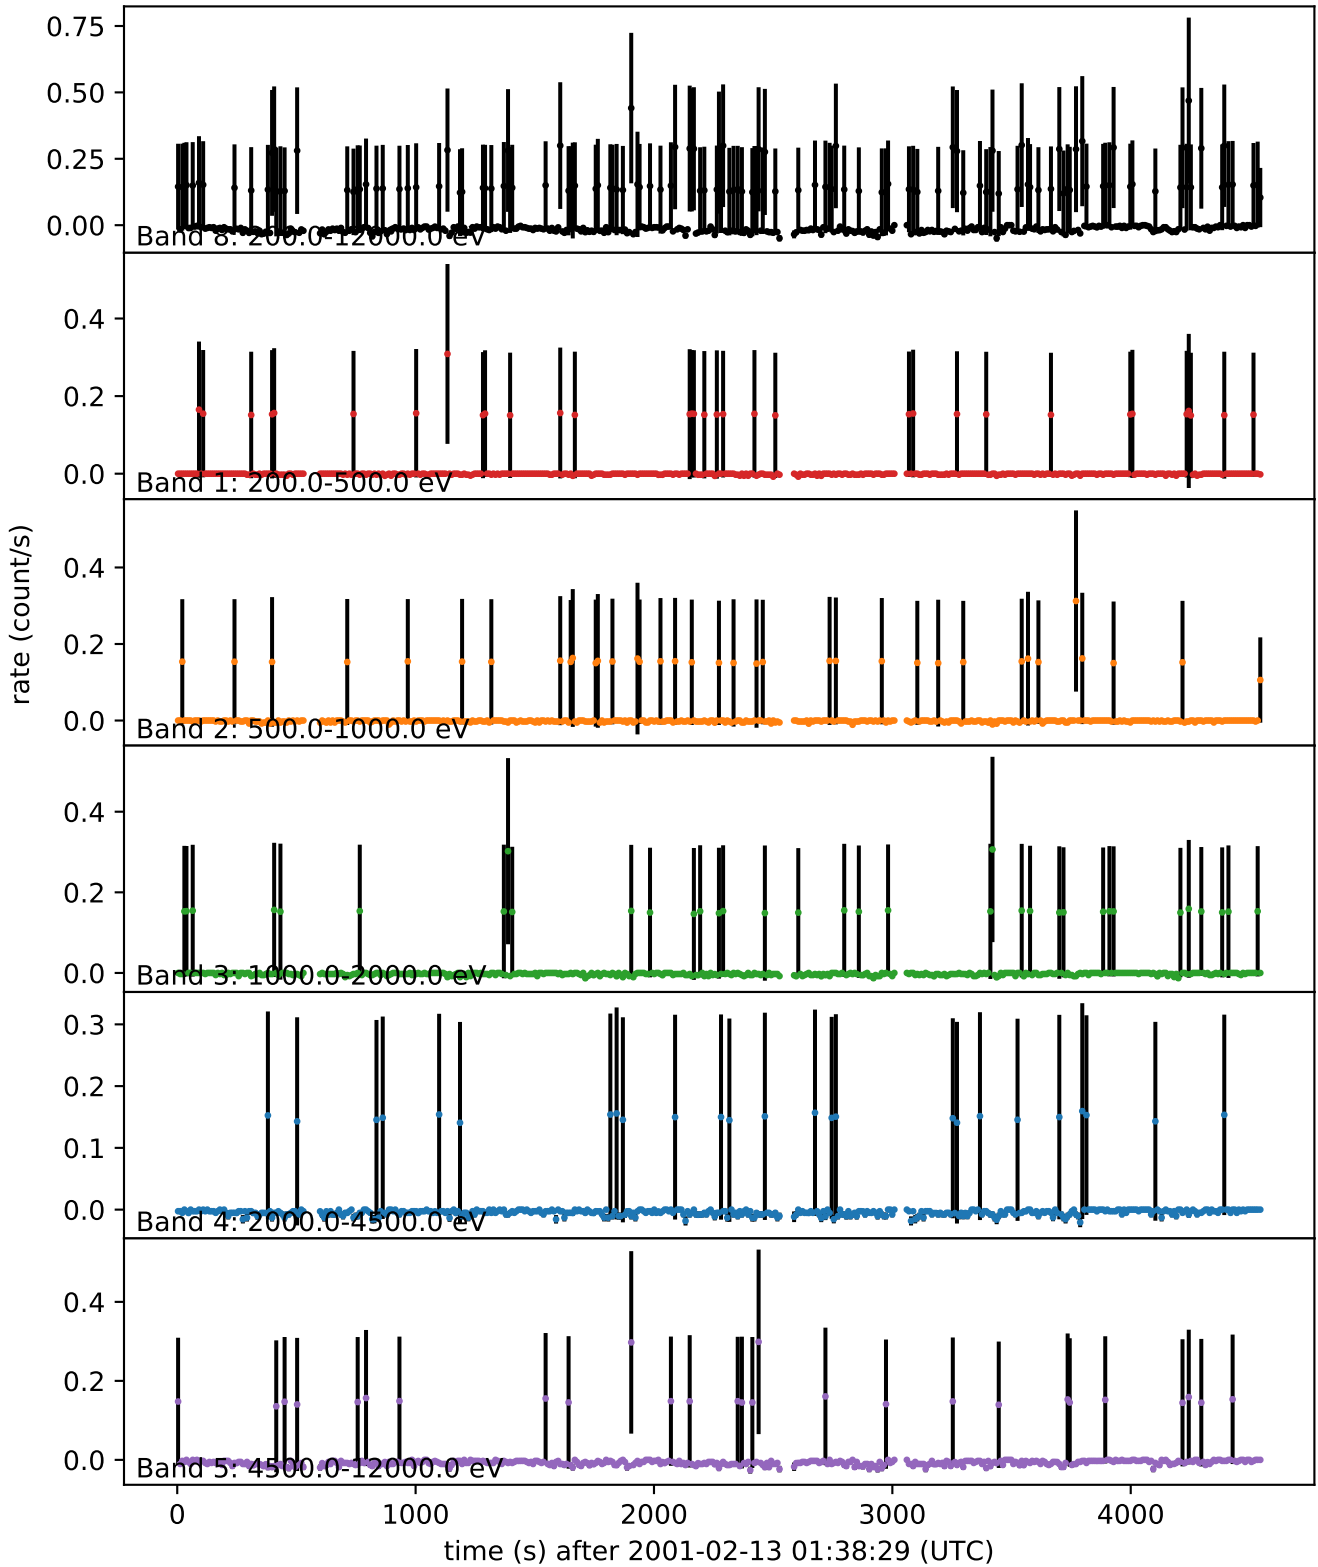 0.75
0.50
0.25
0.00
Band 8: 200.0-12000.0 eV
0.4
0.2
0.0
Band 1: 200.0-500.0 eV
0.4
0.2
0.0
Band 2: 500.0-1000.0 eV
rate (count/s)
0.4
0.2
0.0
Band 3: 1000.0-2000.0 eV
0.3
0.2
0.1
0.0
Band 4: 2000.0-4500.0 eV
0.4
0.2
0.0
Band 5: 4500.0-12000.0 eV
0 1000 2000 3000 4000
time (s) after 2001-02-13 01:38:29 (UTC)